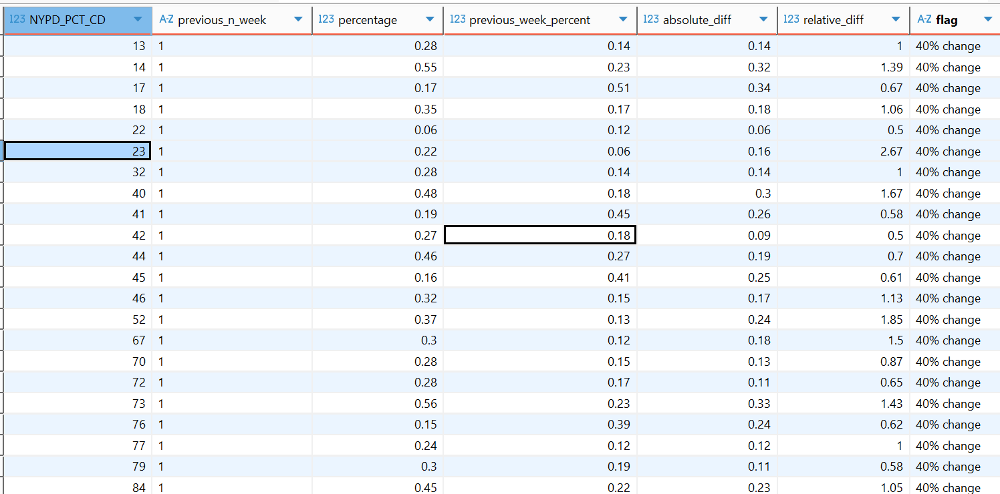 123 NYPD_PCT_CD A-Z previous_n_week 123 percentage 123 previous_week_percent 123 absolute_diff 123 relative_diff A-Z flag
13 1 0.28 0.14 0.14 1 40% change
14 1 0.55 0.23 0.32 1.39 40% change
17 1 0.17 0.51 0.34 0.67 40% change
18 1 0.35 0.17 0.18 1.06 40% change
22 1 0.06 0.12 0.06 0.5 40% change
23 1 0.22 0.06 0.16 2.67 40% change
32 1 0.28 0.14 0.14 1 40% change
40 1 0.48 0.18 0.3 1.67 40% change
41 1 0.19 0.45 0.26 0.58 40% change
42 1 0.27 0.18 0.09 0.5 40% change
44 1 0.46 0.27 0.19 0.7 40% change
45 1 0.16 0.41 0.25 0.61 40% change
46 1 0.32 0.15 0.17 1.13 40% change
52 1 0.37 0.13 0.24 1.85 40% change
67 1 0.3 0.12 0.18 1.5 40% change
70 1 0.28 0.15 0.13 0.87 40% change
72 1 0.28 0.17 0.11 0.65 40% change
73 1 0.56 0.23 0.33 1.43 40% change
76 1 0.15 0.39 0.24 0.62 40% change
77 1 0.24 0.12 0.12 1 40% change
79 1 0.3 0.19 0.11 0.58 40% change
84 1 0.45 0.22 0.23 1.05 40% change